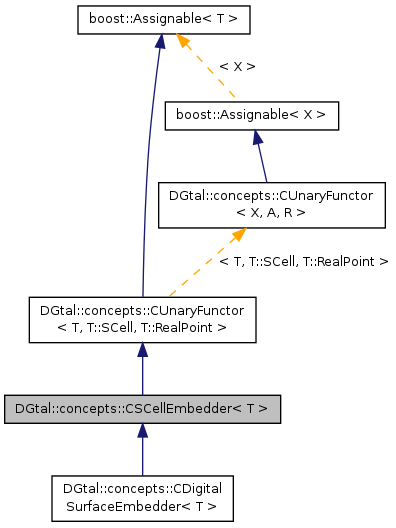 boost::Assignable< T >
< X >
boost::Assignable< X >
DGtal::concepts::CUnaryFunctor
< X, A, R >
< T, T::SCell, T::RealPoint >
DGtal::concepts::CUnaryFunctor
< T, T::SCell, T::RealPoint >
DGtal::concepts::CSCellEmbedder< T >
DGtal::concepts::CDigital
SurfaceEmbedder< T >